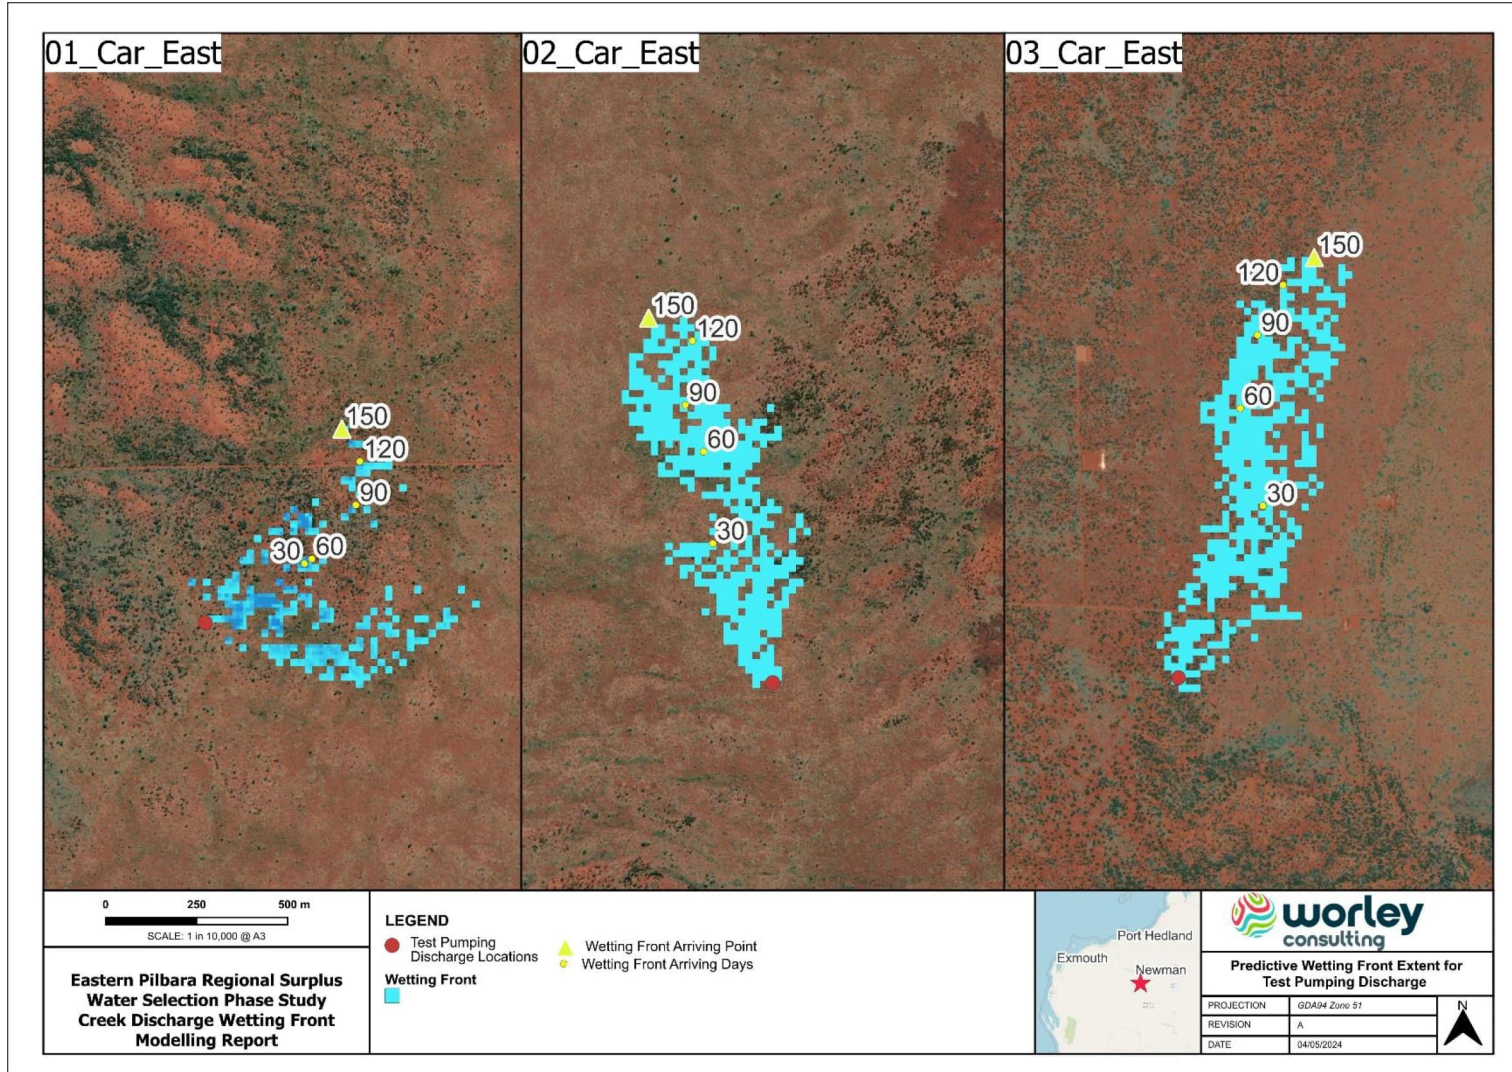 01_Car_East
02_Car_East
03_Car_East
150
120
90
60
30
150
120
90
60
30
150
120
90
60
30
0 250 500 m
SCALE: 1 in 10,000 @ A3
Eastern Pilbara Regional Surplus
Water Selection Phase Study
Creek Discharge Wetting Front
Modelling Report
LEGEND
Test Pumping
Discharge Locations
Wetting Front Arriving Point
Wetting Front Arriving Days
Wetting Front
Port Hedland
Exmouth
Newman
worley
consulting
Predictive Wetting Front Extent for
Test Pumping Discharge
PROJECTION GDA94 Zone 51
REVISION A
DATE 04/05/2024
N